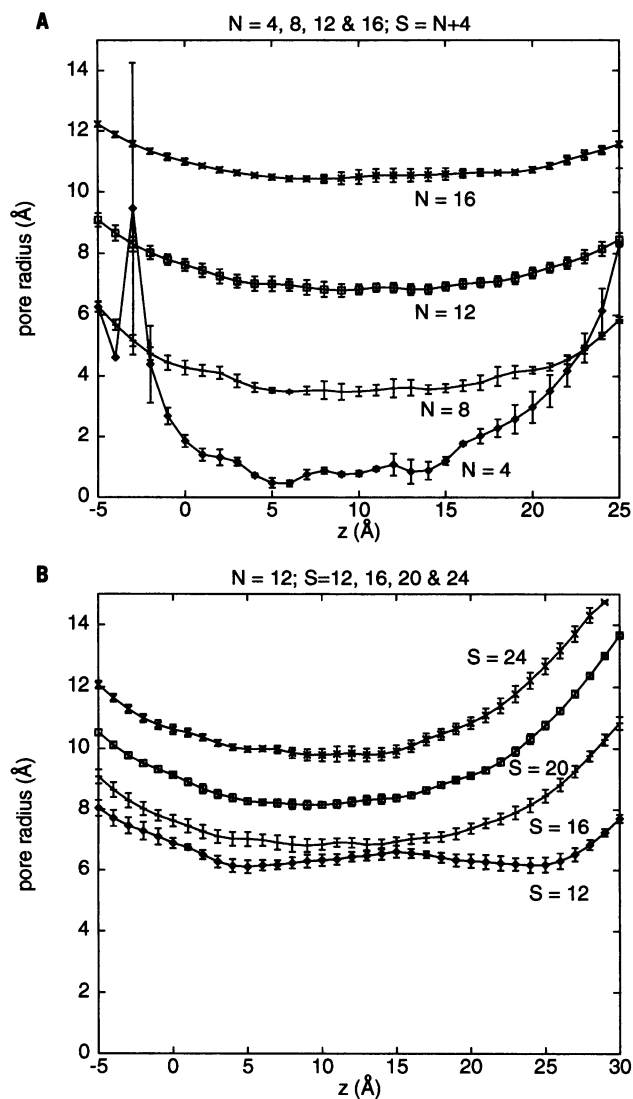 A
N = 4, 8, 12 & 16; S = N+4
14
12
10
8
6
4
2
0
pore radius (Å)
N = 16
N = 12
N = 8
N = 4
-5 0 5 10 15 20 25
z (Å)
B
N = 12; S=12, 16, 20 & 24
14
12
10
8
6
4
2
0
pore radius (Å)
S = 24
S = 20
S = 16
S = 12
-5 0 5 10 15 20 25 30
z (Å)